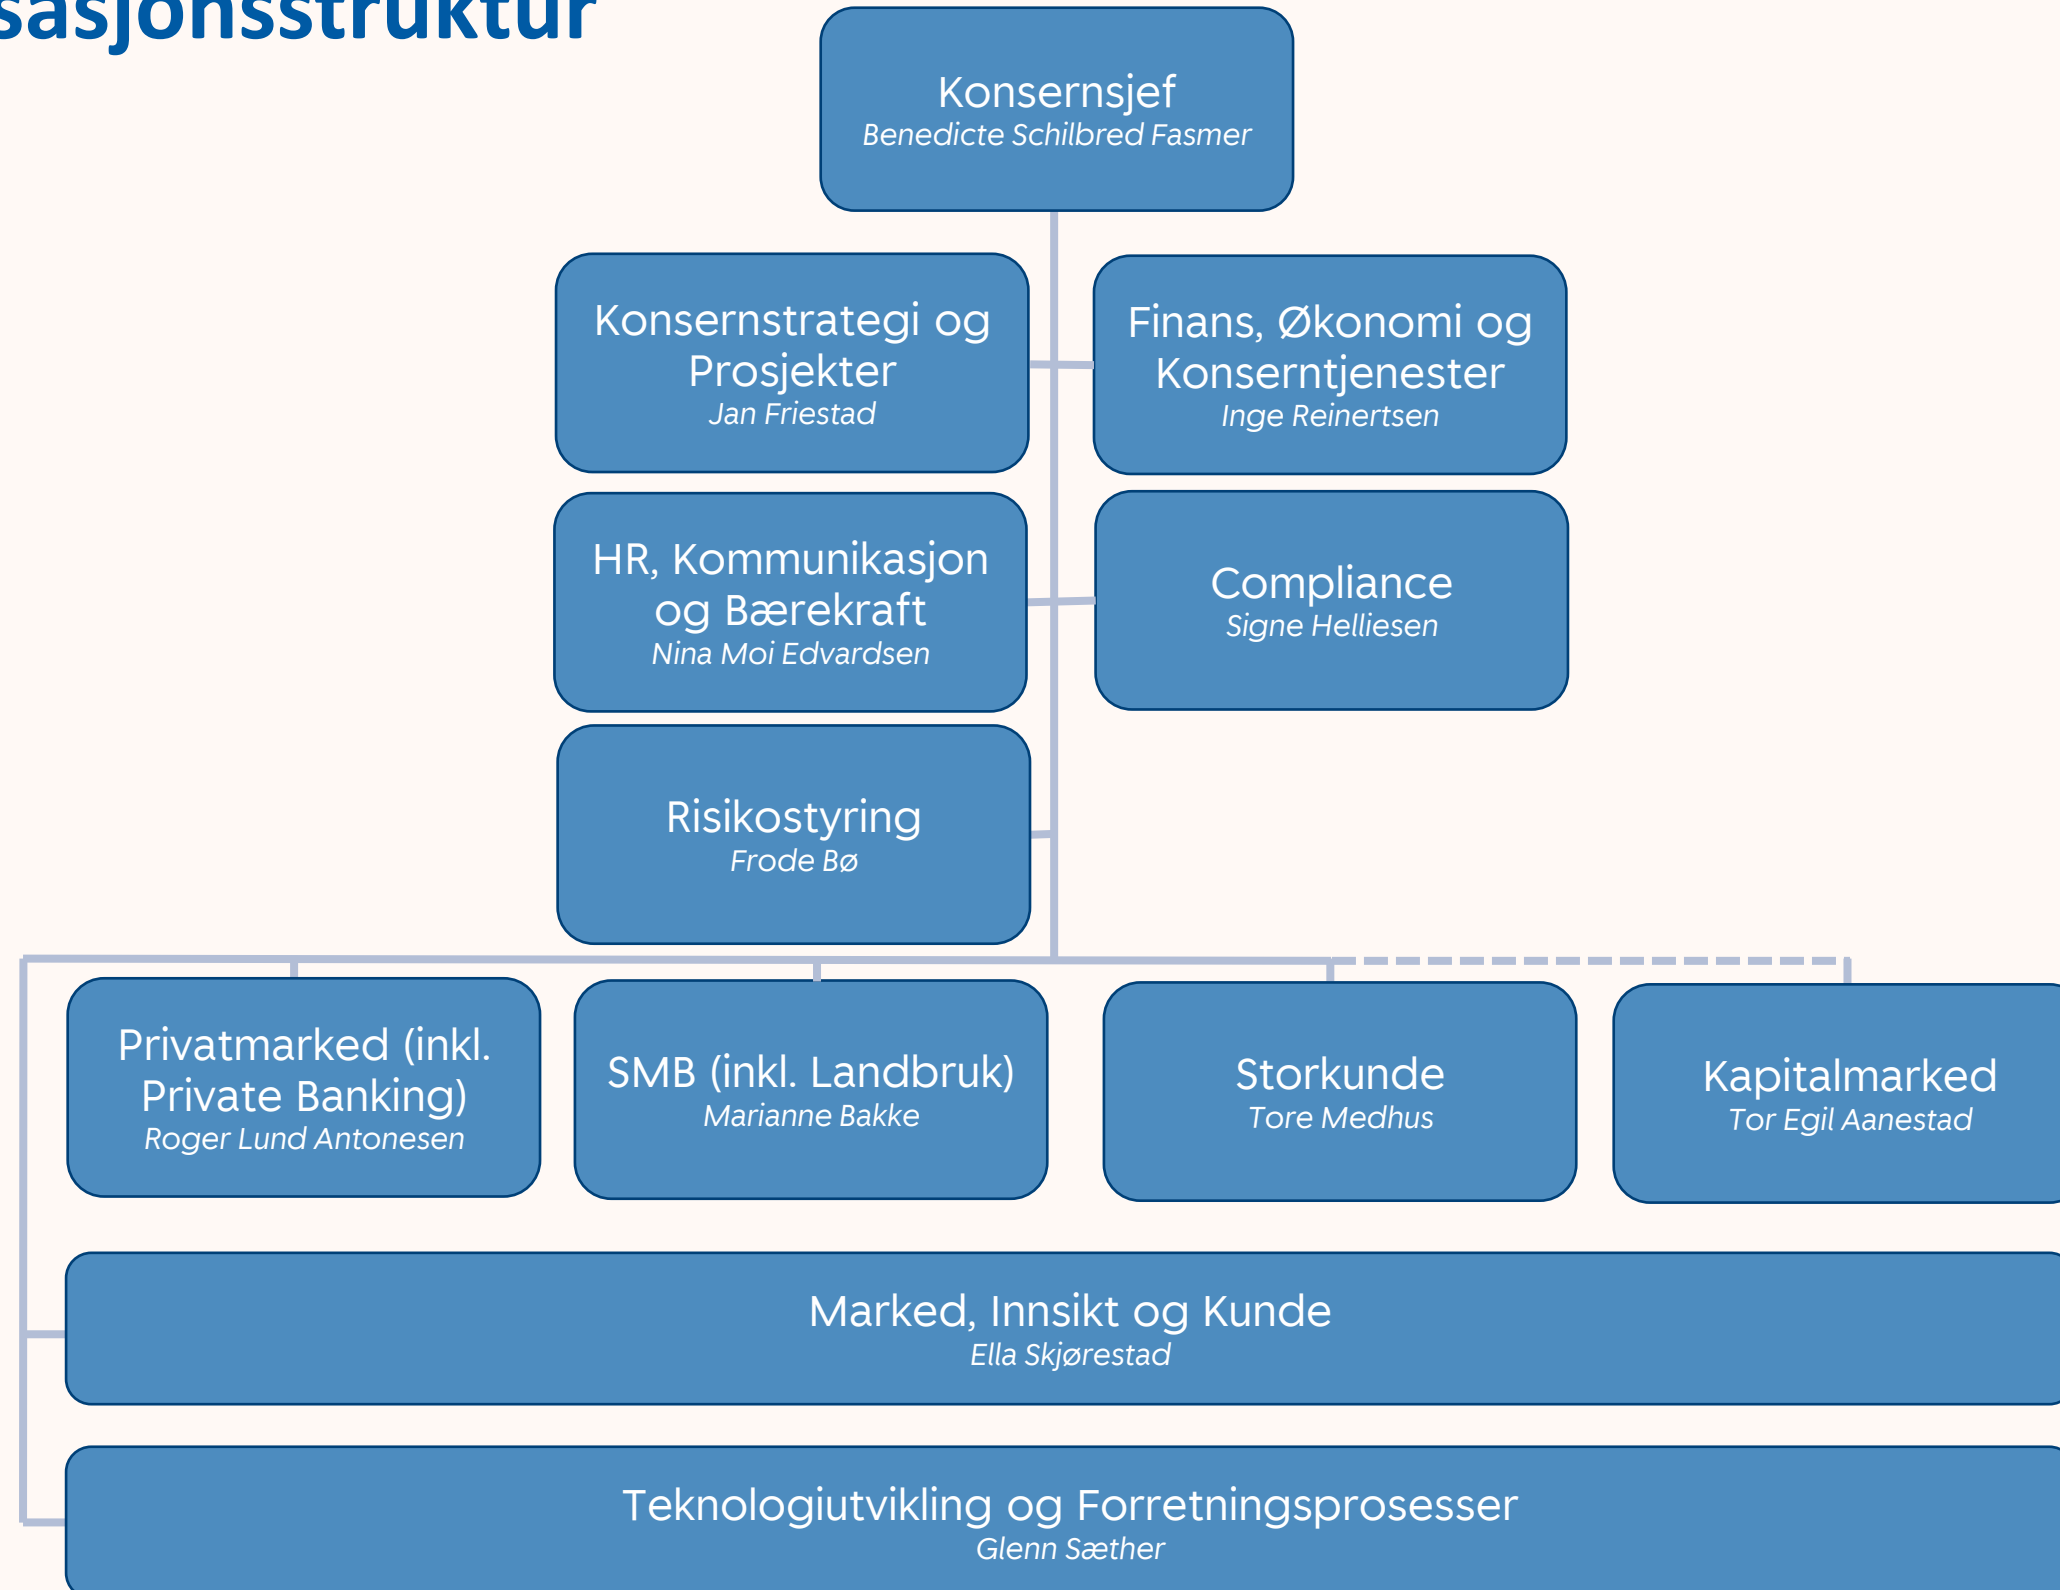 sasjonsstruktur
Konsernsjef
Benedicte Schilbred Fasmer
Konsernstrategi og
Prosjekter
Jan Friestad
Finans, Økonomi og
Konserntjenester
Inge Reinertsen
HR, Kommunikasjon
og Bærekraft
Nina Moi Edvardsen
Compliance
Signe Helliesen
Risikostyring
Frode Bø
Privatmarked (inkl.
Private Banking)
Roger Lund Antonesen
SMB (inkl. Landbruk)
Marianne Bakke
Storkunde
Tore Medhus
Kapitalmarked
Tor Egil Aanestad
Marked, Innsikt og Kunde
Ella Skjørestad
Teknologiutvikling og Forretningsprosesser
Glenn Sæther